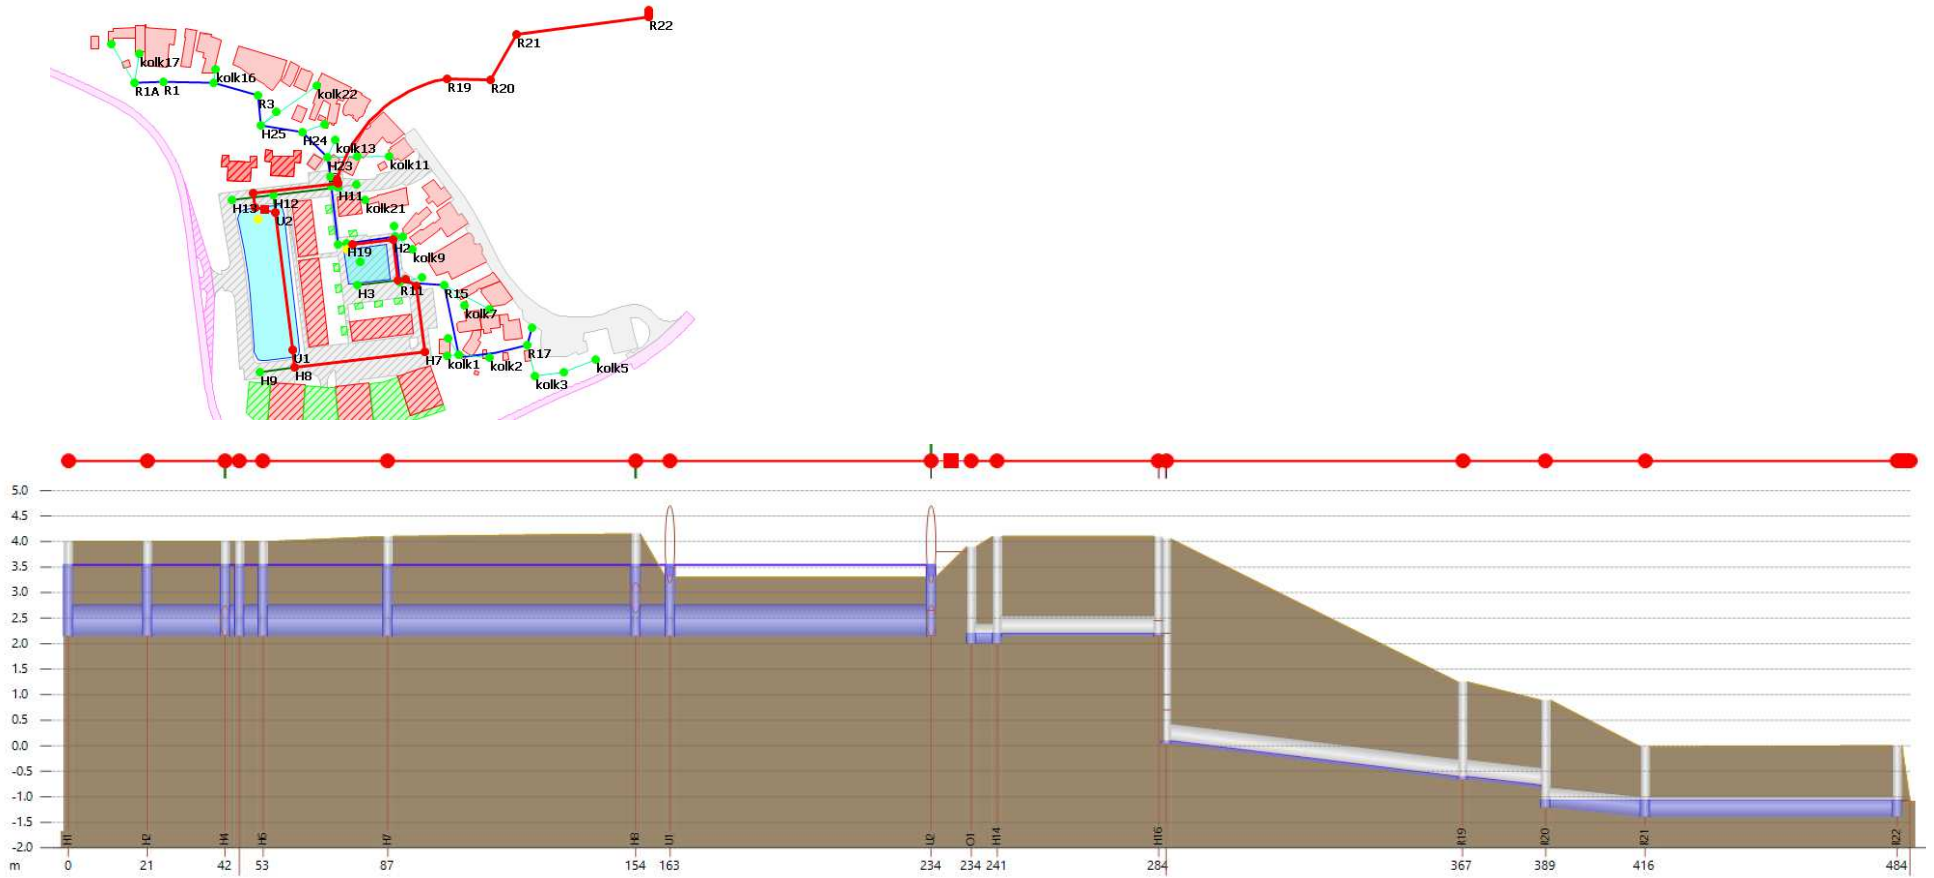 R22
R21
kolk17
kolk16
R19
R20
R1A
R1
R3
kolk22
H25
H24
kolk13
H23
kolk11
H11
H13
H12
kolk21
U2
H19
H2
kolk9
H3
R11
R15
kolk7
U1
H7
kolk1
kolk2
R17
H9
H8
kolk3
kolk5
5.0
4.5
4.0
3.5
3.0
2.5
2.0
1.5
1.0
0.5
0.0
-0.5
-1.0
-1.5
-2.0
H1
H2
H4
H6
H7
H8
U1
U2
O1
H14
H16
R19
R20
R21
R22
m 0 21 42 53 87 154 163 234 234 241 284 367 389 416 484